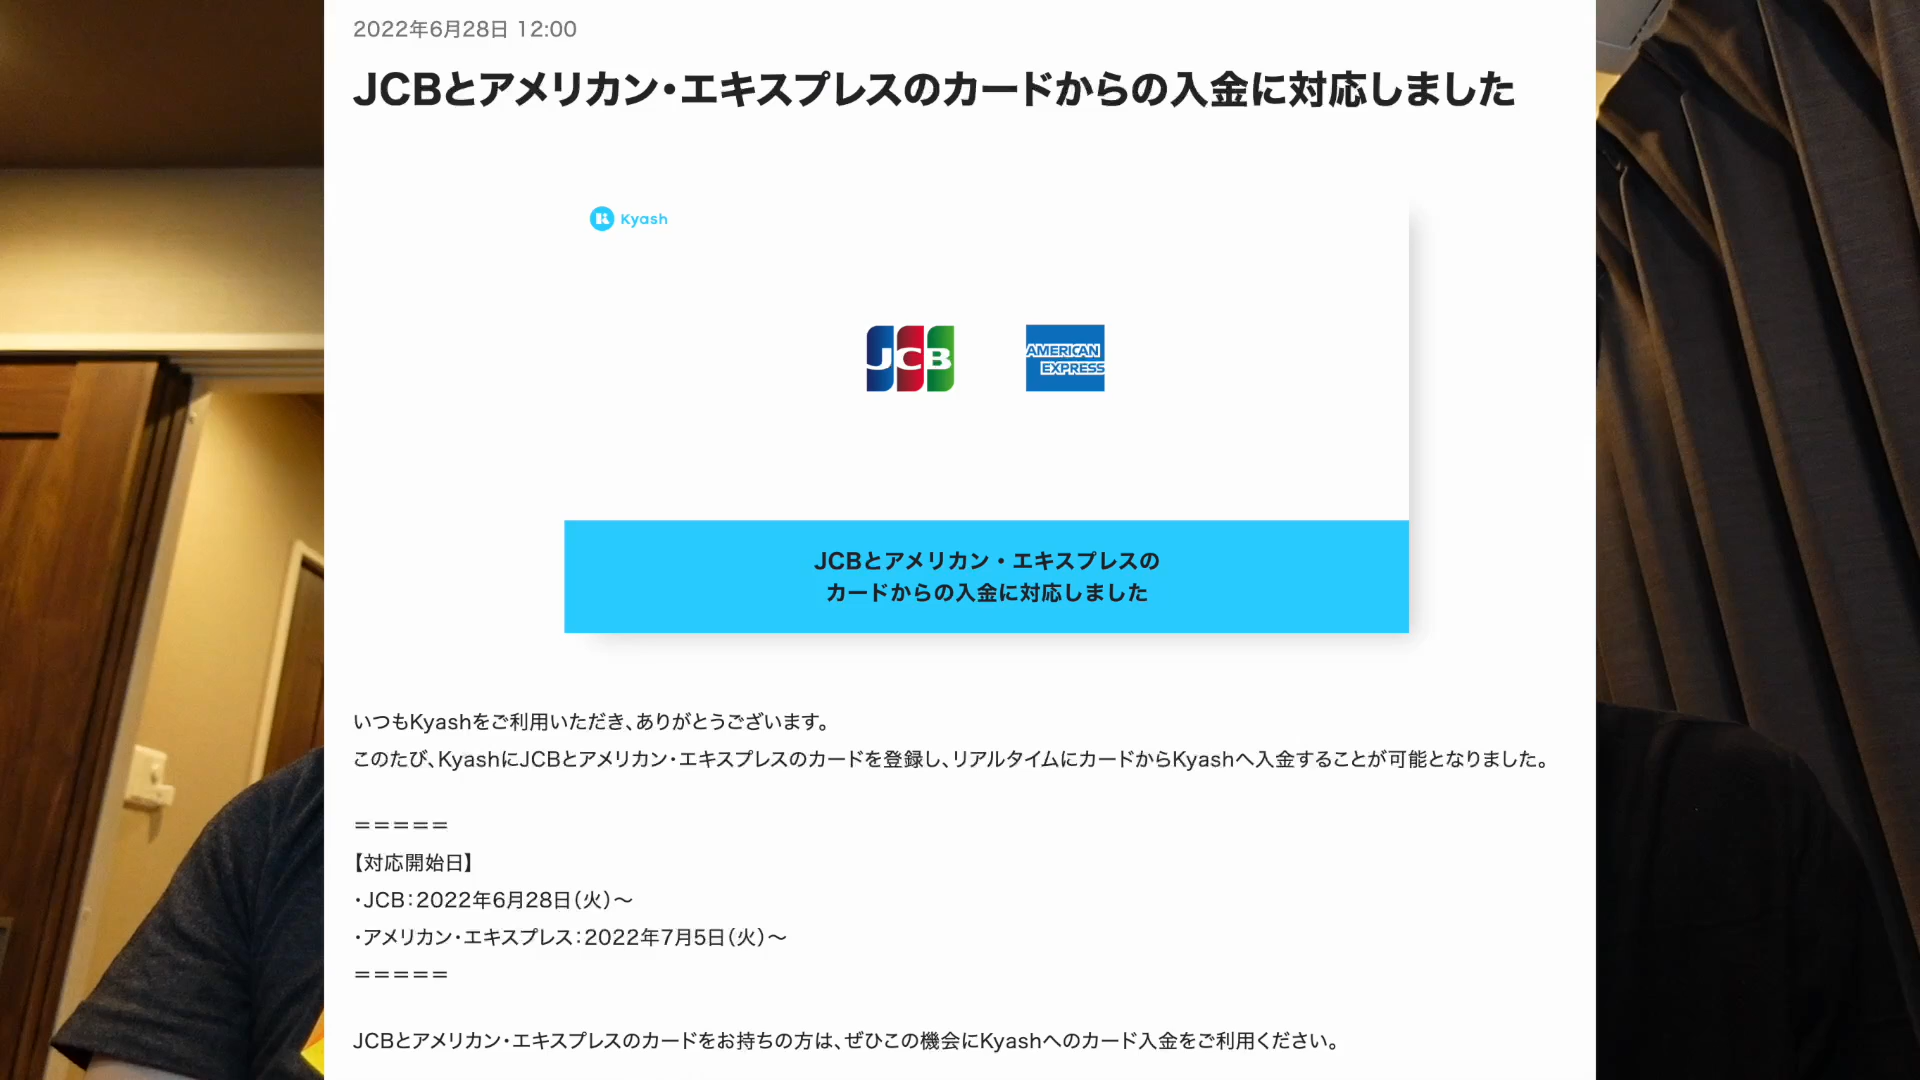 2022年6月28日 12:00
JCBとアメリカン・エキスプレスのカードからの入金に対応しました
Kyash
JCB
AMERICAN
EXPRESS
JCBとアメリカン・エキスプレスの
カードからの入金に対応しました
いつもKyashをご利用いただき、ありがとうございます。
このたび、KyashにJCBとアメリカン・エキスプレスのカードを登録し、リアルタイムにカードからKyashへ入金することが可能となりました。
=====
【対応開始日】
・JCB：2022年6月28日（火）〜
・アメリカン・エキスプレス：2022年7月5日（火）〜
=====
JCBとアメリカン・エキスプレスのカードをお持ちの方は、ぜひこの機会にKyashへのカード入金をご利用ください。